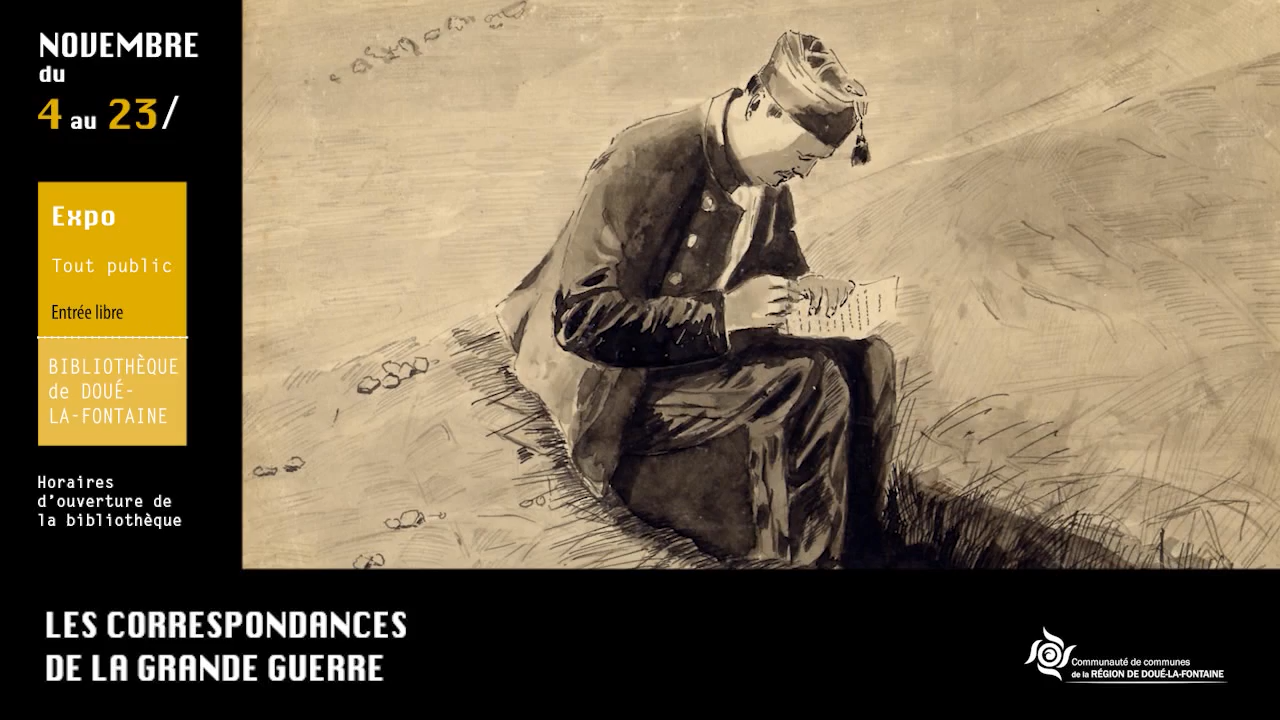 NOVEMBRE
du
4 au 23/
Expo
Tout public
Entrée libre
BIBLIOTHÈQUE
de DOUÉ-
LA-FONTAINE
Horaires
d'ouverture de
la bibliothèque
LES CORRESPONDANCES
DE LA GRANDE GUERRE
Communauté de communes
de la RÉGION DE DOUÉ-LA-FONTAINE